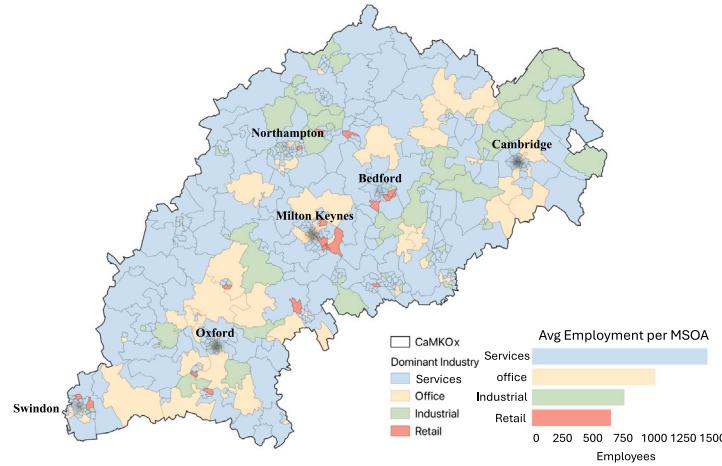 Northampton
Cambridge
Bedford
Milton Keynes
Oxford
Swindon
CaMKOx
Dominant Industry
Services
Office
Industrial
Retail
Avg Employment per MSOA
Services
office
Industrial
Retail
0 250 500 750 1000 1250 1500
Employees